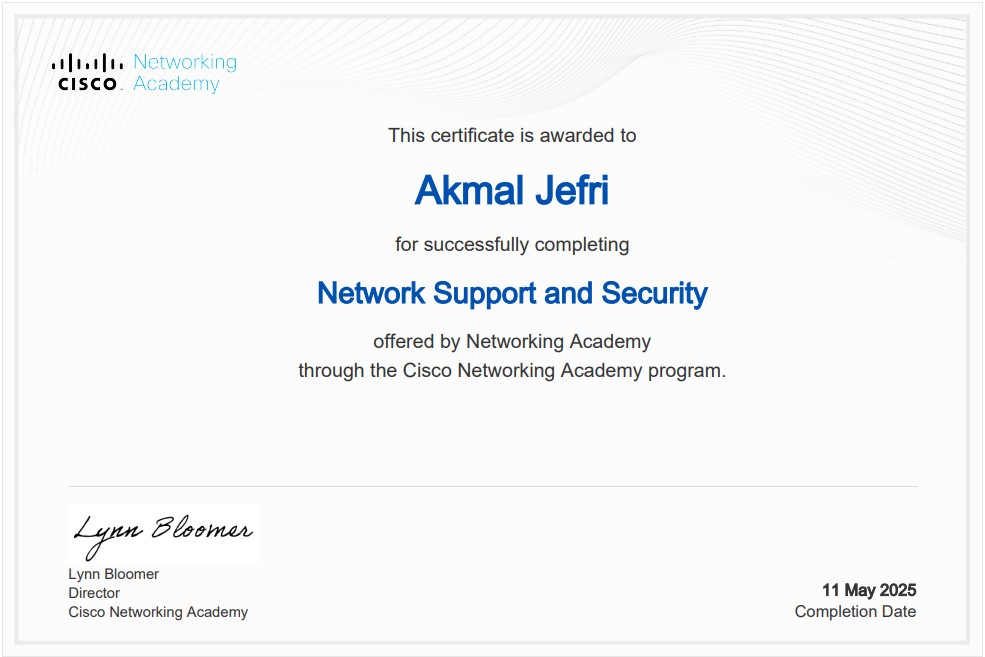 Networking
CISCO Academy
This certificate is awarded to
Akmal Jefri
for successfully completing
Network Support and Security
offered by Networking Academy
through the Cisco Networking Academy program.
Lynn Bloomer
Lynn Bloomer
Director
Cisco Networking Academy
11 May 2025
Completion Date